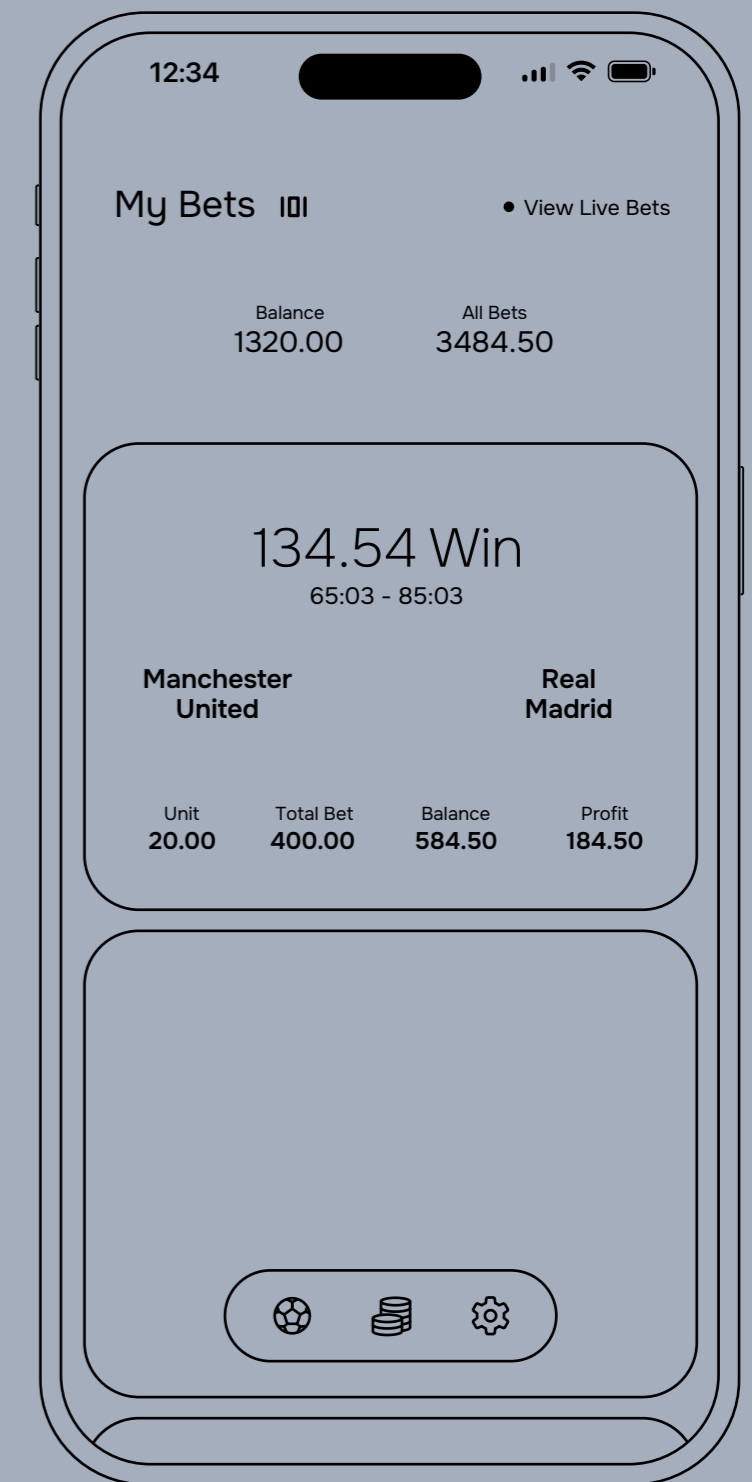 12:34
My Bets
View Live Bets
Balance All Bets
1320.00 3484.50
134.54 Win
65:03 - 85:03
Manchester Real
United Madrid
Unit Total Bet Balance Profit
20.00 400.00 584.50 184.50